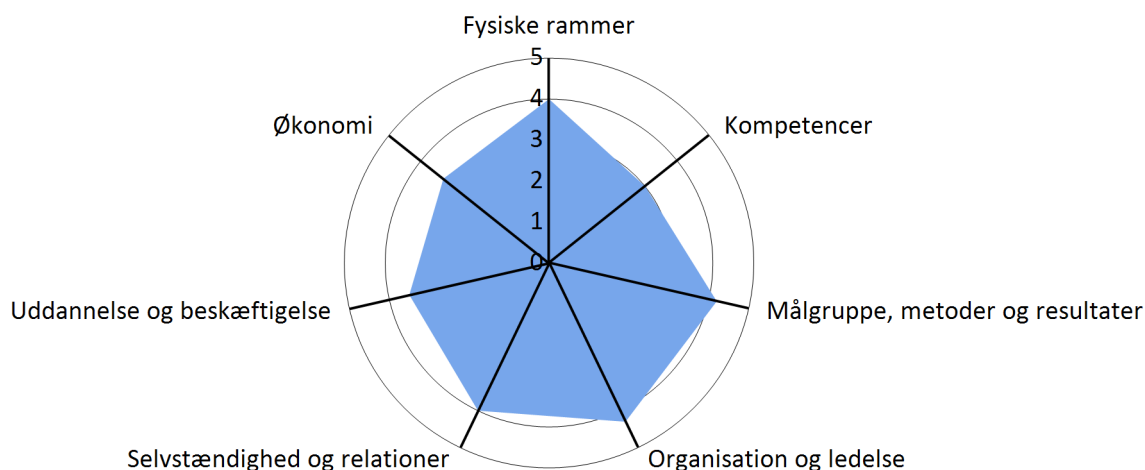 Fysiske rammer
5
4
Økonomi
Kompetencer
3
2
1
0
Uddannelse og beskæftigelse
Målgruppe, metoder og resultater
Selvstændighed og relationer
Organisation og ledelse